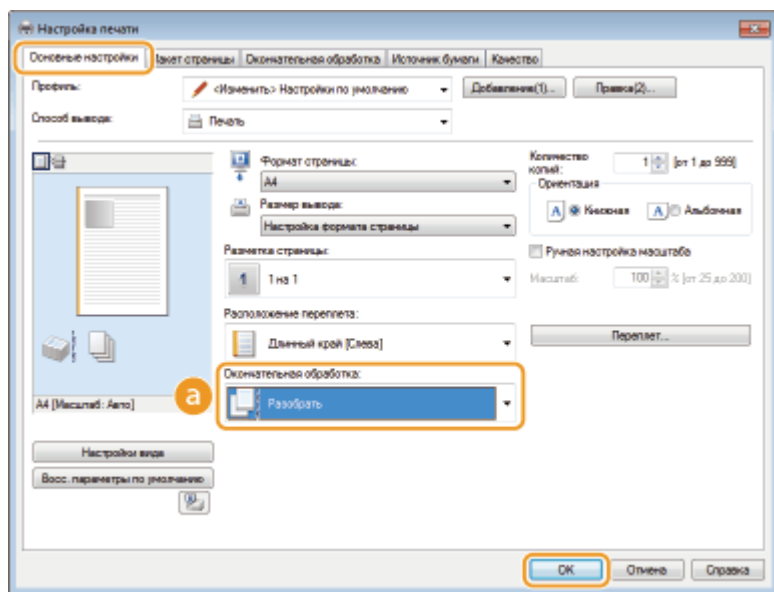 Настройка печати
Основные настройки Макет страницы Окончательная обработка Источник бумаги Качество
Профиль: <Изменить> Настройки по умолчанию Добавление(1)... Правка(2)...
Способ вывода: Печать
Формат страницы:
A4
Размер вывода:
Настройка формата страницы
Разметка страницы:
1 1 на 1
Расположение переплета:
Длинный край [Слева]
Окончательная обработка:
a Разобрать
Количество копий: 1 [от 1 до 999]
Ориентация
A Книжная A Альбомная
Ручная настройка масштаба
Масштаб: 100 % [от 25 до 200]
Переплет...
A4 [Масштаб: Авто]
Настройки вида
Восс. параметры по умолчанию
OK Отмена Справка